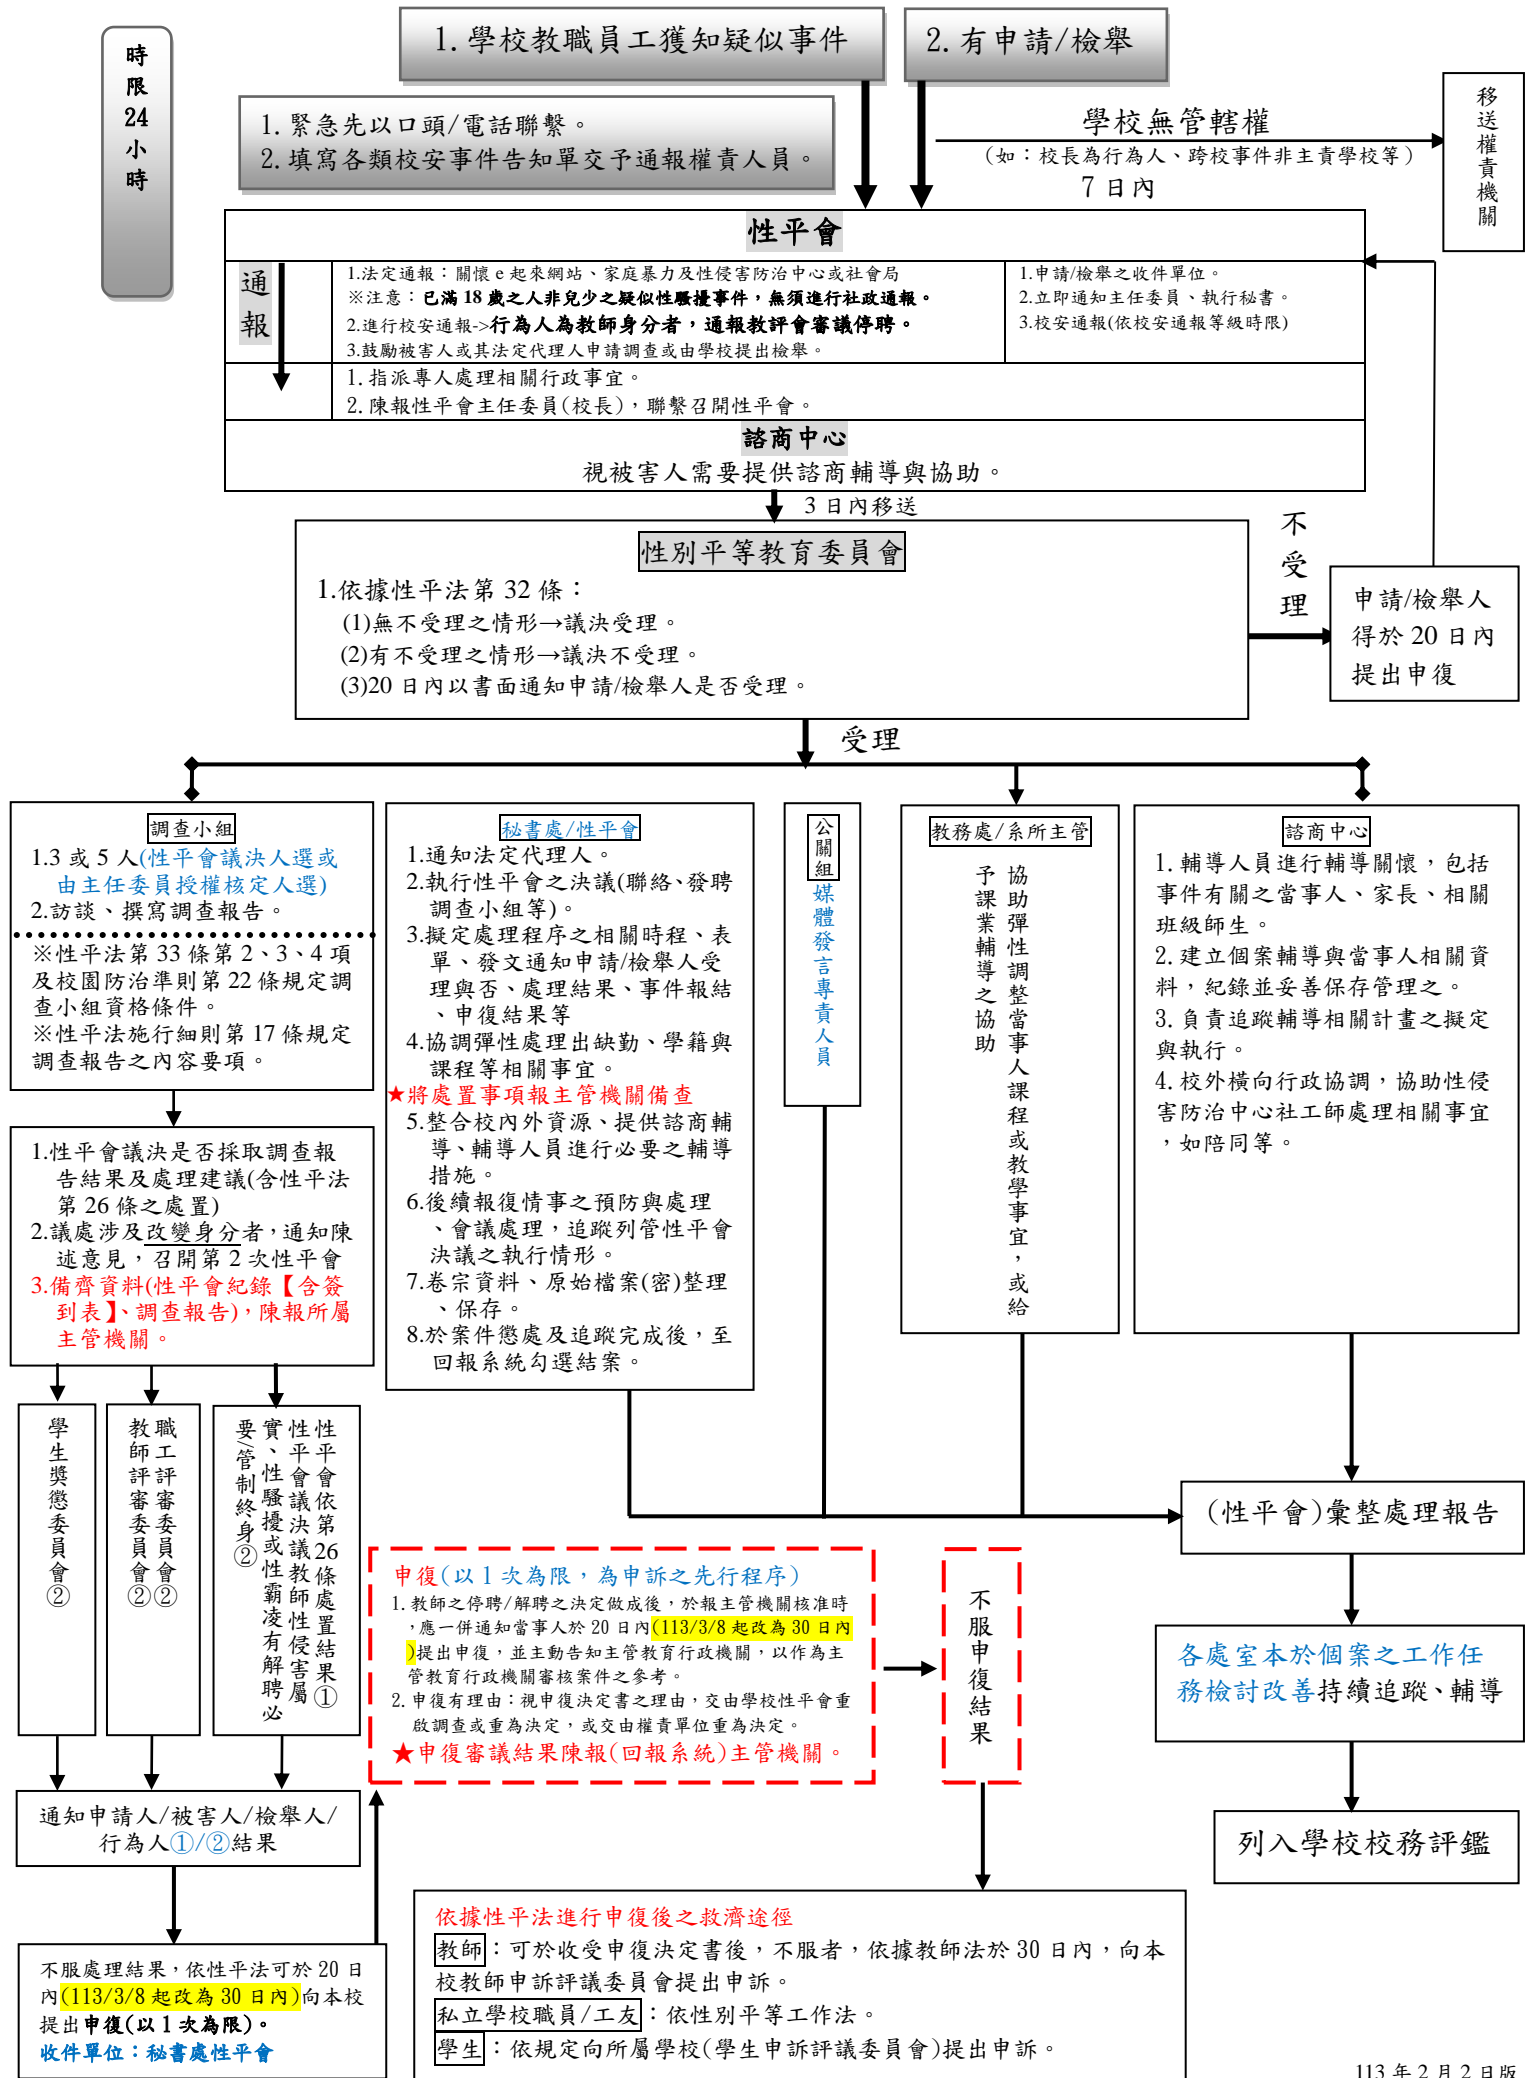 時
限
24
小
時
1.學校教職員工獲知疑似事件
2.有申請/檢舉
1.緊急先以口頭/電話聯繫。
2.填寫各類校安事件告知單交予通報權責人員。
學校無管轄權
（如：校長為行為人、跨校事件非主責學校等）
7 日內
移送權責機關
性平會
通報
1.法定通報：關懷 e 起來網站、家庭暴力及性侵害防治中心或社會局
※注意：已滿 18 歲之人非兒少之疑似性騷擾事件，無須進行社政通報。
2.進行校安通報->行為人為教師身分者，通報教評會審議停聘。
3.鼓勵被害人或其法定代理人申請調查或由學校提出檢舉。
1.申請/檢舉之收件單位。
2.立即通知主任委員、執行秘書。
3.校安通報(依校安通報等級時限)
1.指派專人處理相關行政事宜。
2.陳報性平會主任委員(校長)，聯繫召開性平會。
諮商中心
視被害人需要提供諮商輔導與協助。
3 日內移送
性別平等教育委員會
1.依據性平法第 32 條：
(1)無不受理之情形→議決受理。
(2)有不受理之情形→議決不受理。
(3)20 日內以書面通知申請/檢舉人是否受理。
不受理
申請/檢舉人
得於 20 日內
提出申復
受理
調查小組
1.3 或 5 人(性平會議決人選或
由主任委員授權核定人選)
2.訪談、撰寫調查報告。
※性平法第 33 條第 2、3、4 項
及校園防治準則第 22 條規定調
查小組資格條件。
※性平法施行細則第 17 條規定
調查報告之內容要項。
秘書處/性平會
1.通知法定代理人。
2.執行性平會之決議(聯絡、發聘
調查小組等)。
3.擬定處理程序之相關時程、表
單、發文通知申請/檢舉人受
理與否、處理結果、事件報結
、申復結果等
4.協調彈性處理出缺勤、學籍與
課程等相關事宜。
★將處置事項報主管機關備查
5.整合校內外資源、提供諮商輔
導、輔導人員進行必要之輔導
措施。
6.後續報復情事之預防與處理
、會議處理，追蹤列管性平會
決議之執行情形。
7.卷宗資料、原始檔案(密)整理
、保存。
8.於案件懲處及追蹤完成後，至
回報系統勾選結案。
公關組
媒體發言專責人員
教務處/系所主管
協助彈性調整當事人課程或教學事宜，或給
予課業輔導之協助
諮商中心
1.輔導人員進行輔導關懷，包括
事件有關之當事人、家長、相關
班級師生。
2.建立個案輔導與當事人相關資
料，紀錄並妥善保存管理之。
3.負責追蹤輔導相關計畫之擬定
與執行。
4.校外橫向行政協調，協助性侵
害防治中心社工師處理相關事宜
，如陪同等。
1.性平會議決是否採取調查報
告結果及處理建議(含性平法
第 26 條之處置)
2.議處涉及改變身分者，通知陳
述意見，召開第 2 次性平會
3.備齊資料(性平會紀錄【含簽
到表】、調查報告)，陳報所屬
主管機關。
學生獎懲委員會②
職工評審委員會②
教師評審委員會②
性平會依第26條處置結果①
性平會議決議教師性侵害屬
實、性騷擾或性霸凌有解聘必
要/管制終身②
(性平會)彙整處理報告
各處室本於個案之工作任
務檢討改善持續追蹤、輔導
列入學校校務評鑑
申復(以 1 次為限，為申訴之先行程序)
1.教師之停聘/解聘之決定做成後，於報主管機關核准時
，應一併通知當事人於 20 日內(113/3/8 起改為 30 日內
)提出申復，並主動告知主管教育行政機關，以作為主
管教育行政機關審核案件之參考。
2.申復有理由：視申復決定書之理由，交由學校性平會重
啟調查或重為決定，或交由權責單位重為決定。
★申復審議結果陳報(回報系統)主管機關。
不服申復結果
通知申請人/被害人/檢舉人/
行為人①/②結果
不服處理結果，依性平法可於 20 日
內(113/3/8 起改為 30 日內)向本校
提出申復(以 1 次為限)。
收件單位：秘書處性平會
依據性平法進行申復後之救濟途徑
教師：可於收受申復決定書後，不服者，依據教師法於 30 日內，向本
校教師申訴評議委員會提出申訴。
私立學校職員/工友：依性別平等工作法。
學生：依規定向所屬學校(學生申訴評議委員會)提出申訴。
113 年 2 月 2 日版